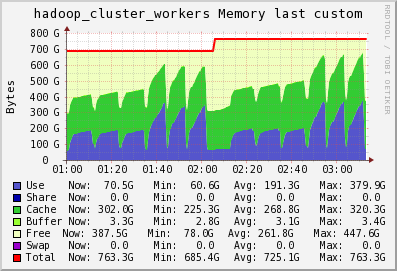 hadoop_cluster_workers Memory last custom
RRDTOOL / TOBI OETIKER
Bytes
800 G
700 G
600 G
500 G
400 G
300 G
200 G
100 G
0
01:00 01:20 01:40 02:00 02:20 02:40 03:00
Use Now: 70.5G Min: 60.6G Avg: 191.3G Max: 379.9G
Share Now: 0.0 Min: 0.0 Avg: 0.0 Max: 0.0
Cache Now: 302.0G Min: 225.3G Avg: 268.8G Max: 320.3G
Buffer Now: 3.3G Min: 2.8G Avg: 3.1G Max: 3.4G
Free Now: 387.5G Min: 78.0G Avg: 261.8G Max: 447.6G
Swap Now: 0.0 Min: 0.0 Avg: 0.0 Max: 0.0
Total Now: 763.3G Min: 685.4G Avg: 725.1G Max: 763.3G